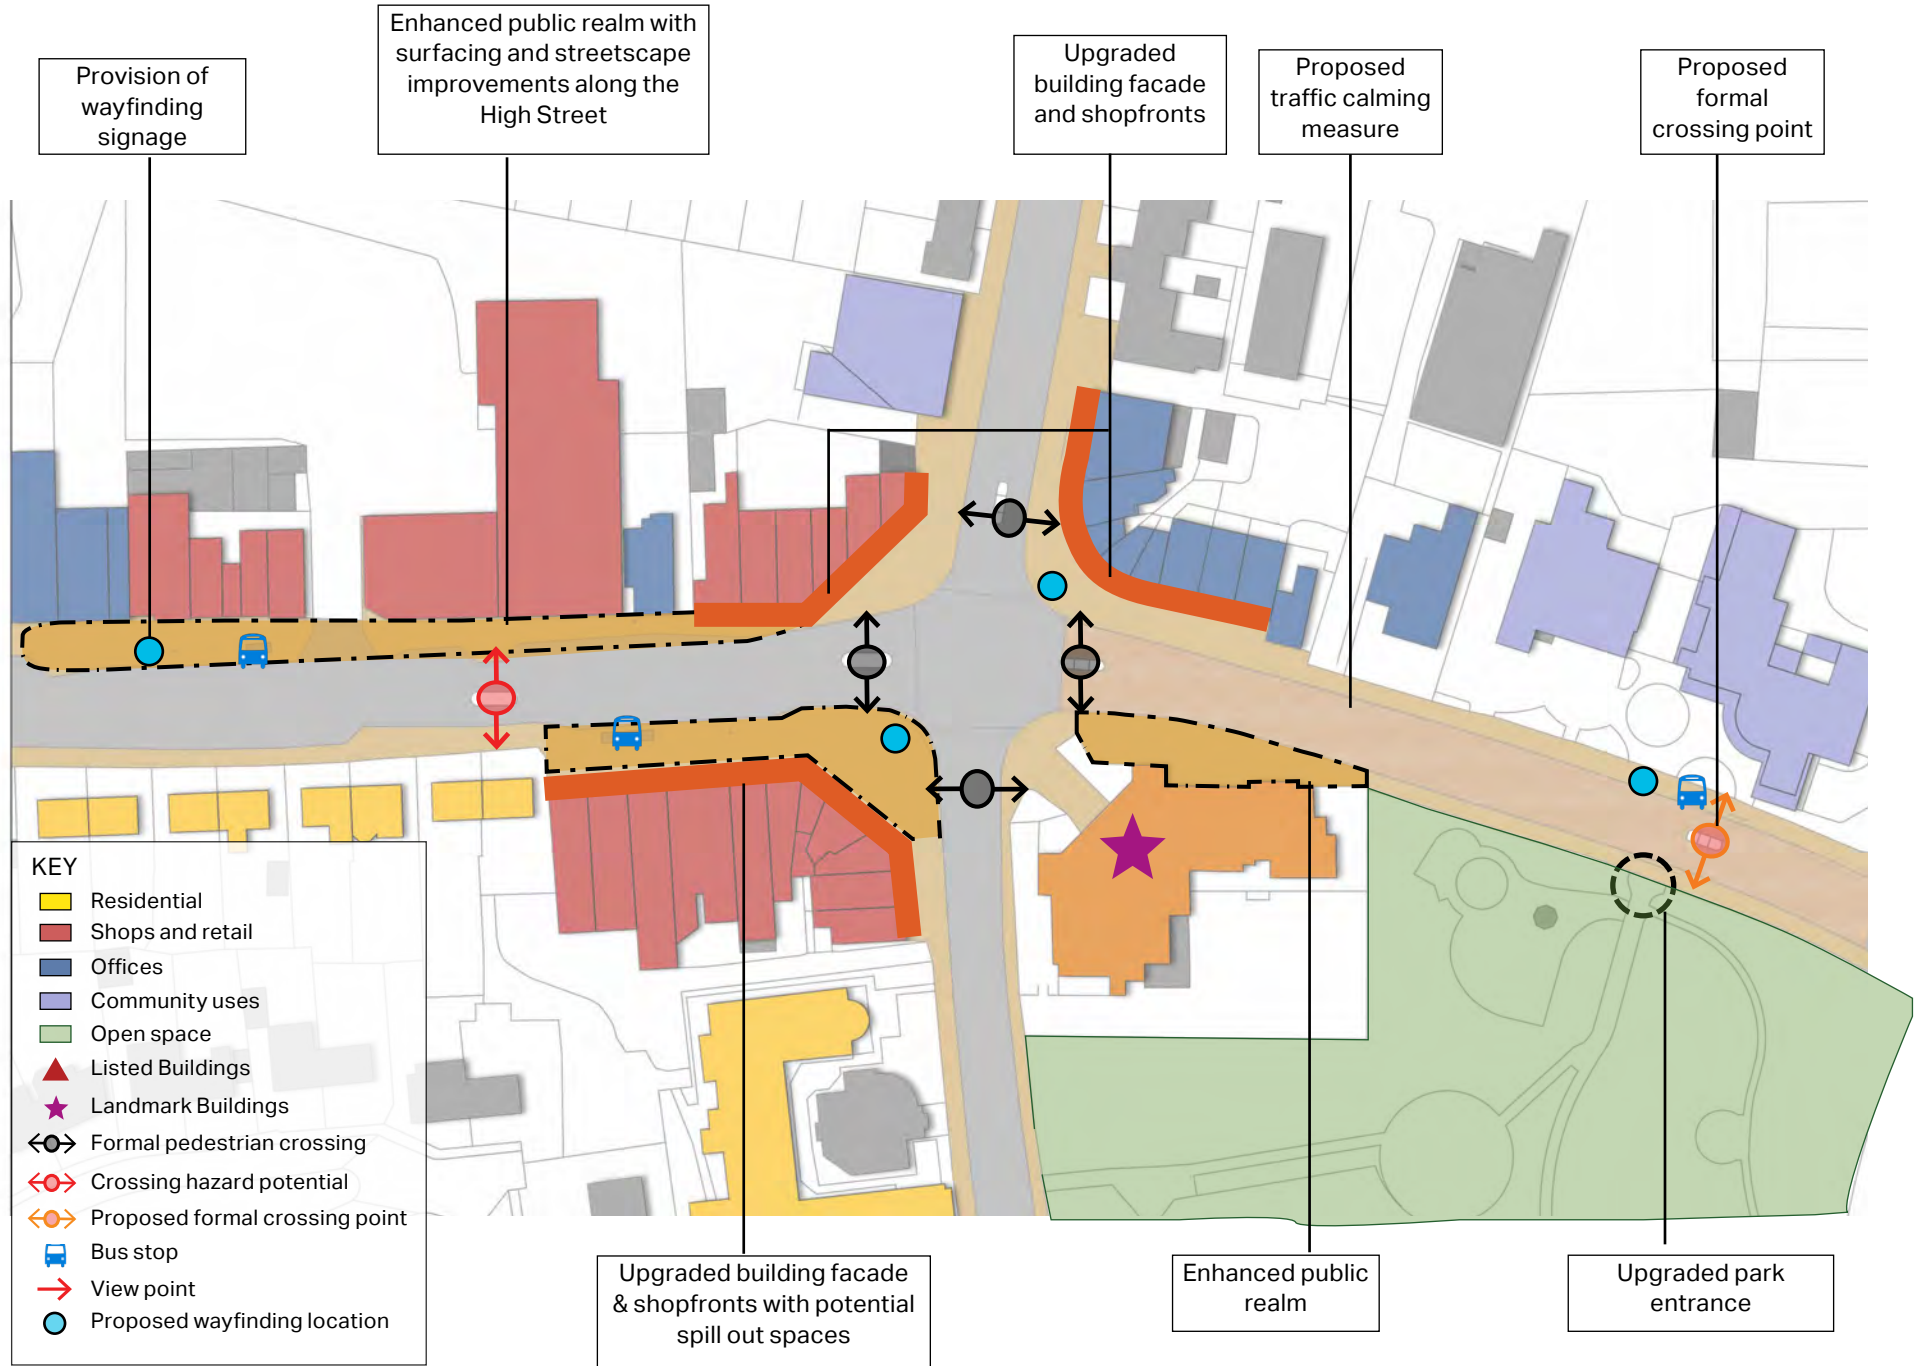 Provision of
wayfinding
signage
Enhanced public realm with
surfacing and streetscape
improvements along the
High Street
Upgraded
building facade
and shopfronts
Proposed
traffic calming
measure
Proposed
formal
crossing point
KEY
Residential
Shops and retail
Offices
Community uses
Open space
Listed Buildings
Landmark Buildings
Formal pedestrian crossing
Crossing hazard potential
Proposed formal crossing point
Bus stop
View point
Proposed wayfinding location
Upgraded building facade
& shopfronts with potential
spill out spaces
Enhanced public
realm
Upgraded park
entrance